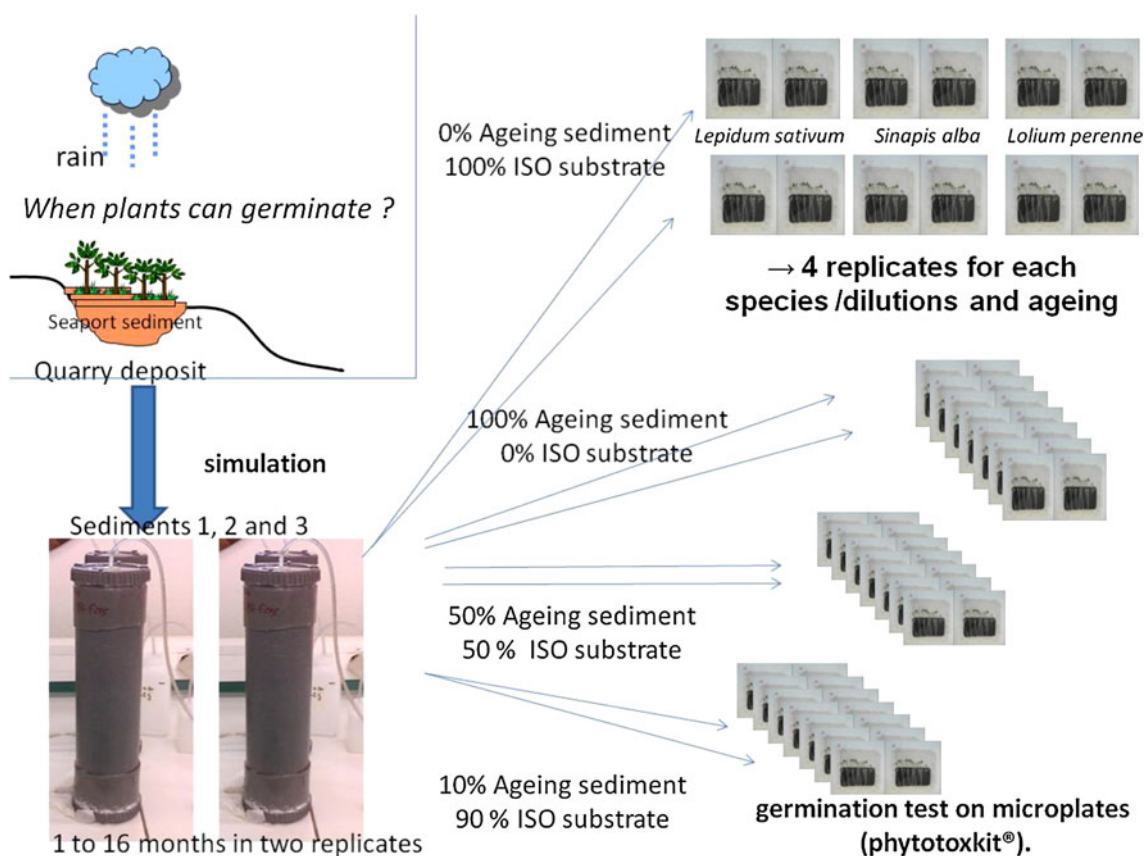 rain
When plants can germinate ?
Seaport sediment
Quarry deposit
simulation
Sediments 1, 2 and 3
1 to 16 months in two replicates
0% Ageing sediment
100% ISO substrate
Lepidum sativum
Sinapis alba
Lolium perenne
→ 4 replicates for each
species /dilutions and ageing
100% Ageing sediment
0% ISO substrate
50% Ageing sediment
50 % ISO substrate
10% Ageing sediment
90 % ISO substrate
germination test on microplates
(phytotoxkit®).